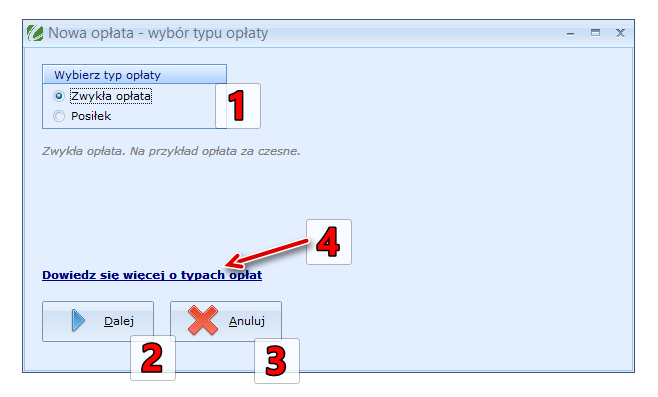 Nowa opłata - wybór typu opłaty
Wybierz typ opłaty
Zwykła opłata
1
Posiłek
Zwykła opłata. Na przykład opłata za czesne.
4
Dowiedz się więcej o typach opłat
Dalej
Anuluj
2
3